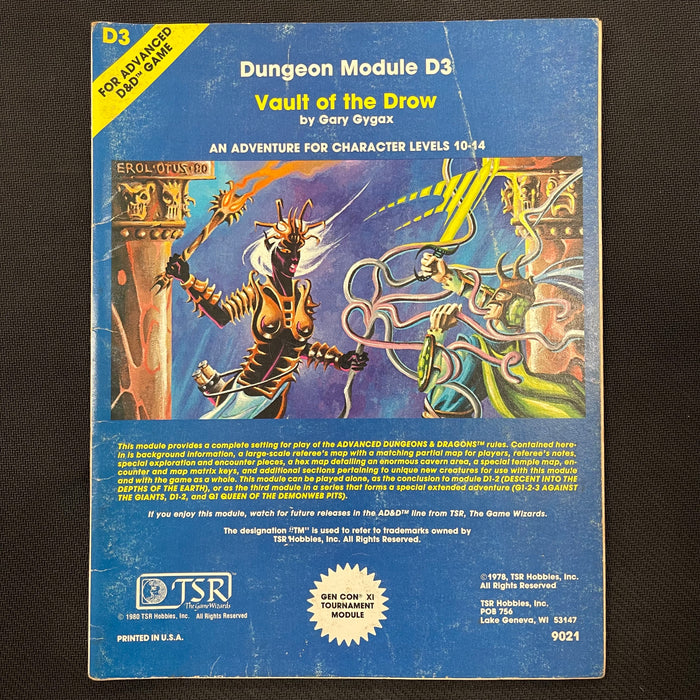 D3
FOR ADVANCED
D&D™ GAME
Dungeon Module D3
Vault of the Drow
by Gary Gygax
AN ADVENTURE FOR CHARACTER LEVELS 10-14
EROL•OTUS•80
This module provides a complete setting for play of the ADVANCED DUNGEONS & DRAGONS™ rules. Contained here-
in is background information, a large-scale referee's map with a matching partial map for players, referee's notes,
special exploration and encounter pieces, a hex map detailing an enormous cavern area, a special temple map, en-
counter and map matrix keys, and additional sections pertaining to unique new creatures for use with this module
and with the game as a whole. This module can be played alone, as the conclusion to module D1-2 (DESCENT INTO THE
DEPTHS OF THE EARTH), or as the third module in a series that forms a special extended adventure (G1-2-3 AGAINST
THE GIANTS, D1-2, and Q1 QUEEN OF THE DEMONWEB PITS).
If you enjoy this module, watch for future releases in the AD&D™ line from TSR, The Game Wizards.
The designation "TM" is used to refer to trademarks owned by
TSR Hobbies, Inc. All Rights Reserved.
TSR
The Game Wizards
© 1980 TSR Hobbies, Inc. All Rights Reserved
PRINTED IN U.S.A.
GEN CON® XI
TOURNAMENT
MODULE
©1978, TSR Hobbies, Inc.
All Rights Reserved
TSR Hobbies, Inc.
POB 756
Lake Geneva, WI 53147
9021